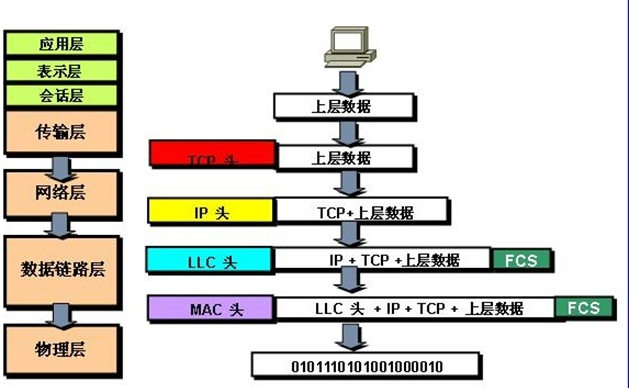 应用层
表示层
会话层
传输层
网络层
数据链路层
物理层
上层数据
TCP 头 上层数据
IP 头 TCP+上层数据
LLC 头 IP + TCP +上层数据 FCS
MAC 头 LLC 头 + IP + TCP + 上层数据 FCS
0101110101001000010